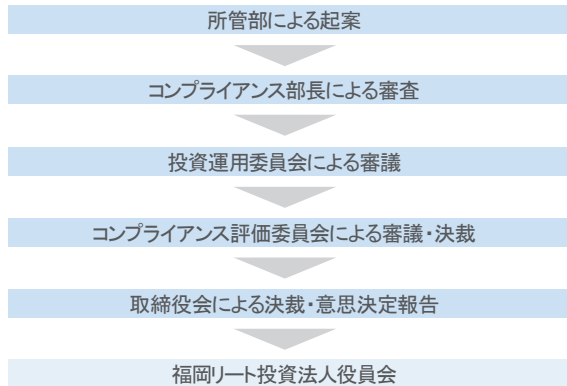 所管部による起案
コンプライアンス部長による審査
投資運用委員会による審議
コンプライアンス評価委員会による審議・決裁
取締役会による決裁・意思決定報告
福岡リート投資法人役員会